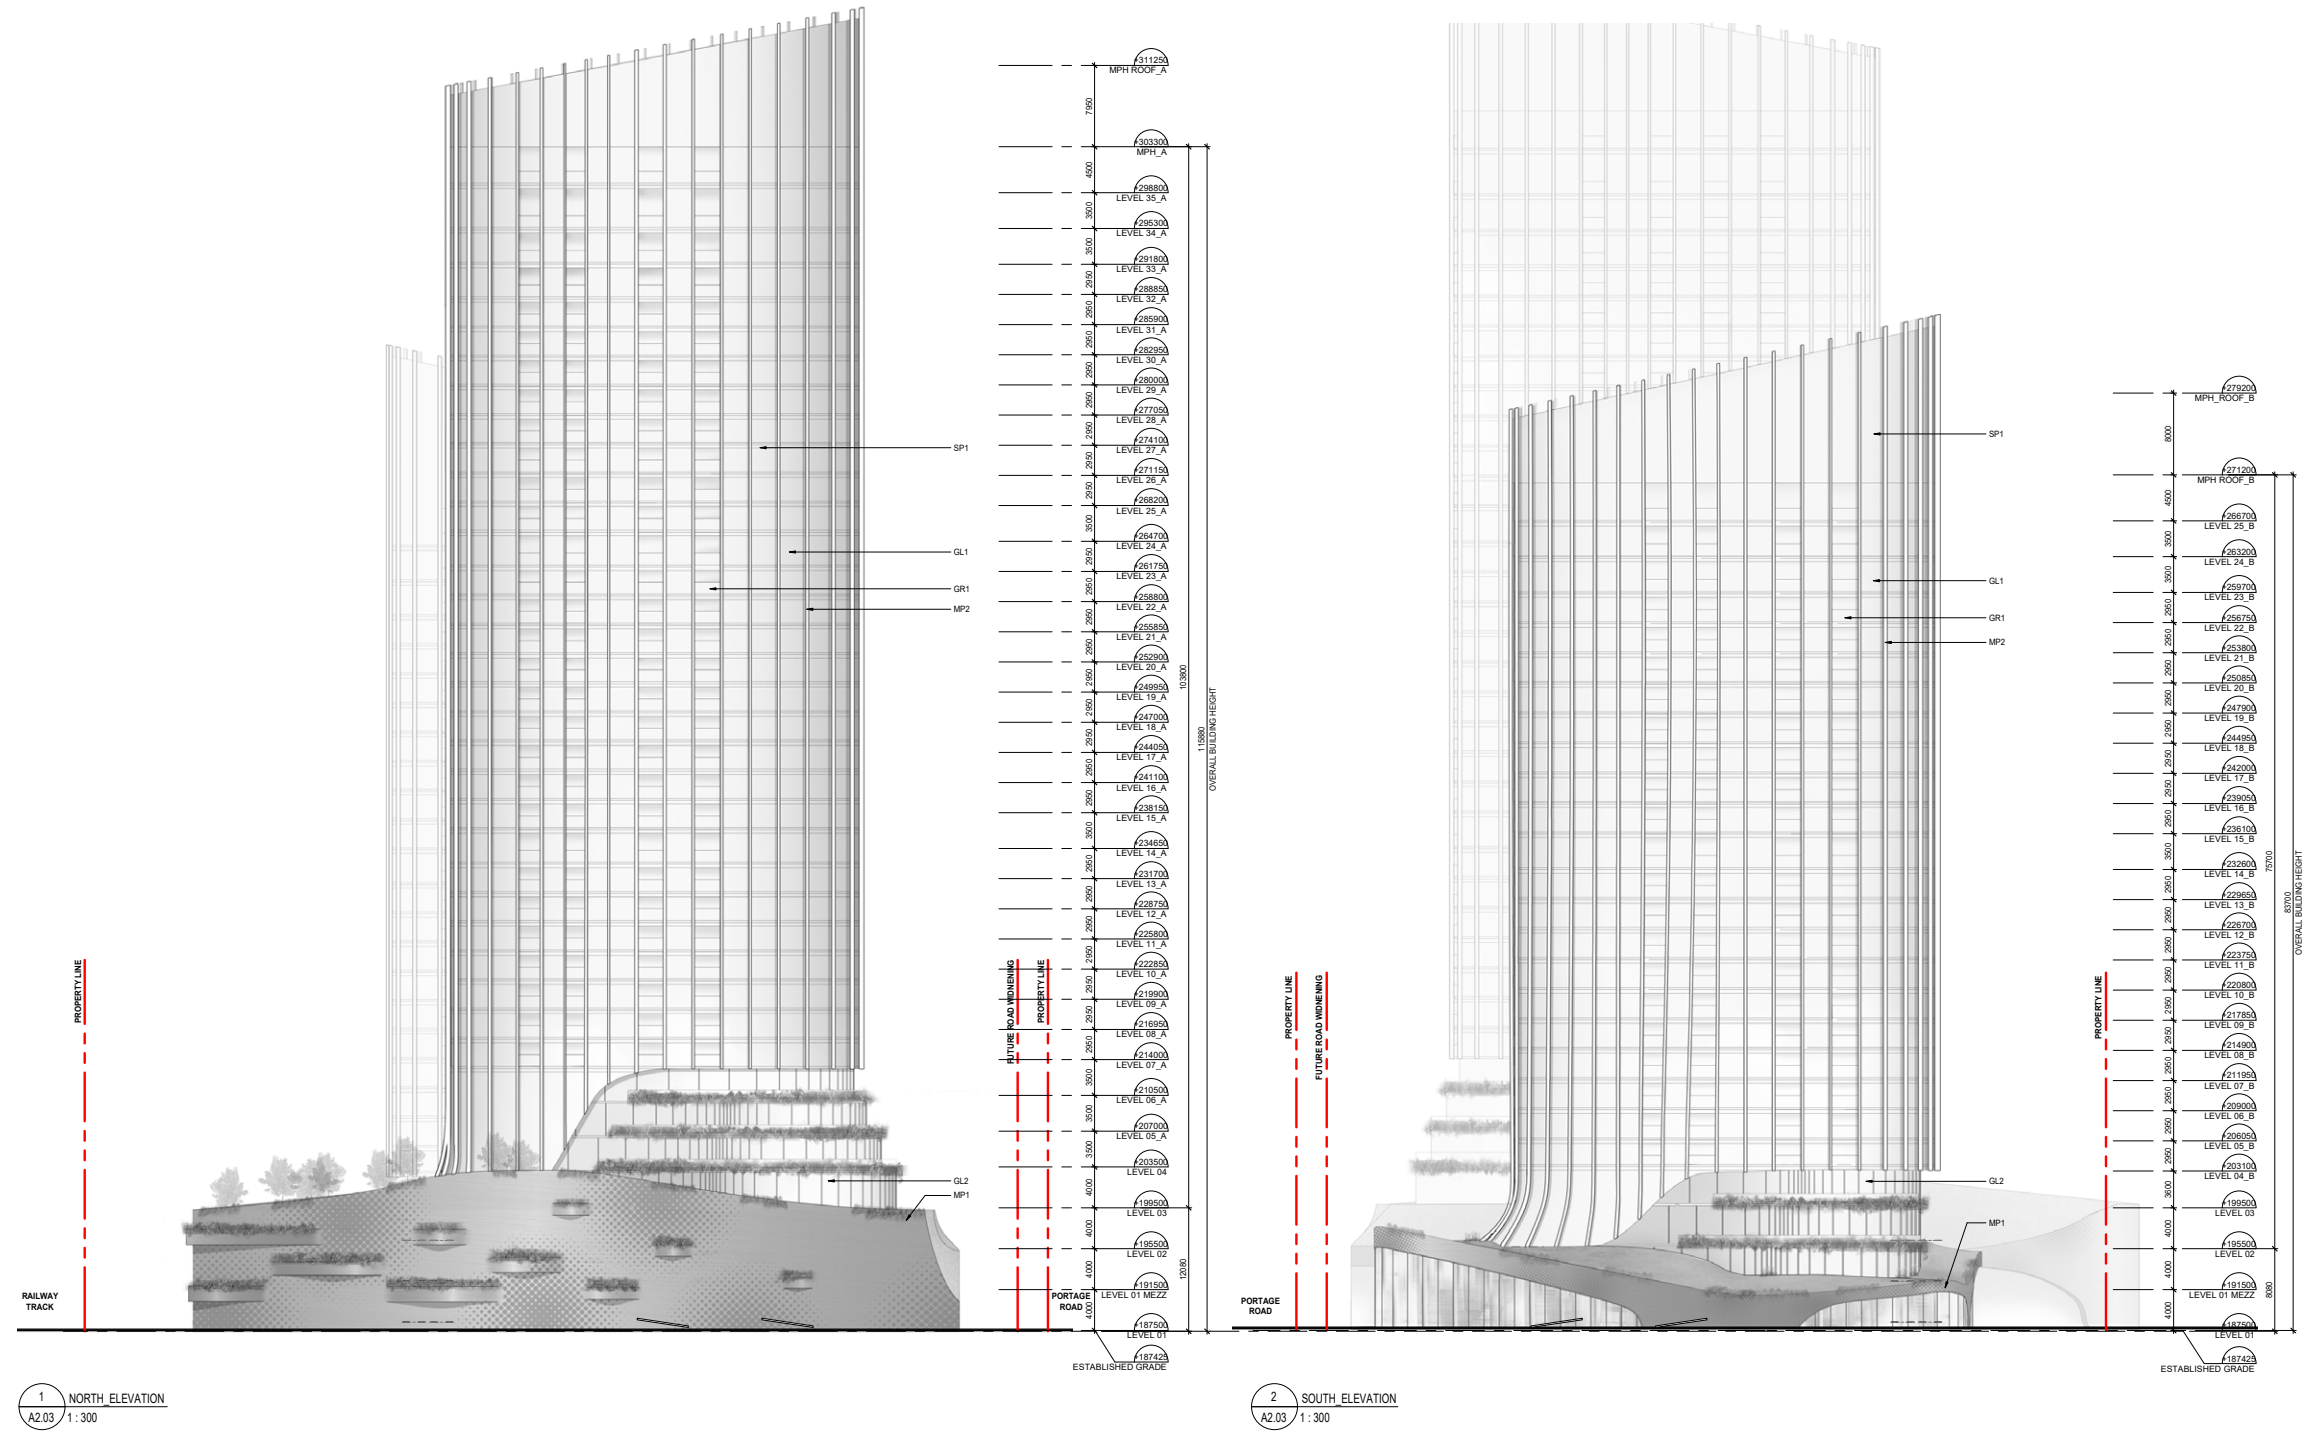 +311250
MPH ROOF_A
7950
+303300
MPH_A
4500
+298800
LEVEL 35_A
3500
+295300
LEVEL 34_A
3500
+291800
LEVEL 33_A
2950
+288850
LEVEL 32_A
2950
+285900
LEVEL 31_A
2950
+282950
LEVEL 30_A
2950
+280000
LEVEL 29_A
2950
+277050
LEVEL 28_A
2950
+274100
LEVEL 27_A
2950
+271150
LEVEL 26_A
2950
+268200
LEVEL 25_A
3500
+264700
LEVEL 24_A
2950
+261750
LEVEL 23_A
2950
+258800
LEVEL 22_A
2950
+255850
LEVEL 21_A
2950
+252900
LEVEL 20_A
2950
+249950
LEVEL 19_A
2950
+247000
LEVEL 18_A
2950
+244050
LEVEL 17_A
2950
+241100
LEVEL 16_A
2950
+238150
LEVEL 15_A
3500
+234650
LEVEL 14_A
2950
+231700
LEVEL 13_A
2950
+228750
LEVEL 12_A
2950
+225800
LEVEL 11_A
2950
+222850
LEVEL 10_A
2950
+219900
LEVEL 09_A
2950
+216950
LEVEL 08_A
2950
+214000
LEVEL 07_A
3500
+210500
LEVEL 06_A
3500
+207000
LEVEL 05_A
3500
+203500
LEVEL 04
4000
+199500
LEVEL 03
4000
+195500
LEVEL 02
4000
+191500
LEVEL 01 MEZZ
4000
+187500
LEVEL 01
+187425
ESTABLISHED GRADE
103800
12080
115880
OVERALL BUILDING HEIGHT
SP1
GL1
GR1
MP2
GL2
MP1
PROPERTY LINE
FUTURE ROAD WIDNENING
PROPERTY LINE
RAILWAY
TRACK
PORTAGE
ROAD
1
A2.03
NORTH_ELEVATION
1 : 300
+279200
MPH_ROOF_B
8000
+271200
MPH ROOF_B
4500
+266700
LEVEL 25_B
3500
+263200
LEVEL 24_B
3500
+259700
LEVEL 23_B
2950
+256750
LEVEL 22_B
2950
+253800
LEVEL 21_B
2950
+250850
LEVEL 20_B
2950
+247900
LEVEL 19_B
2950
+244950
LEVEL 18_B
2950
+242000
LEVEL 17_B
2950
+239050
LEVEL 16_B
2950
+236100
LEVEL 15_B
3500
+232600
LEVEL 14_B
2950
+229650
LEVEL 13_B
2950
+226700
LEVEL 12_B
2950
+223750
LEVEL 11_B
2950
+220800
LEVEL 10_B
2950
+217850
LEVEL 09_B
2950
+214900
LEVEL 08_B
2950
+211950
LEVEL 07_B
2950
+209000
LEVEL 06_B
2950
+206050
LEVEL 05_B
2950
+203100
LEVEL 04_B
3600
+199500
LEVEL 03
4000
+195500
LEVEL 02
4000
+191500
LEVEL 01 MEZZ
4000
+187500
LEVEL 01
+187425
ESTABLISHED GRADE
75700
8080
83700
OVERALL BUILDING HEIGHT
SP1
GL1
GR1
MP2
GL2
MP1
PROPERTY LINE
FUTURE ROAD WIDNENING
PROPERTY LINE
PORTAGE
ROAD
2
A2.03
SOUTH_ELEVATION
1 : 300